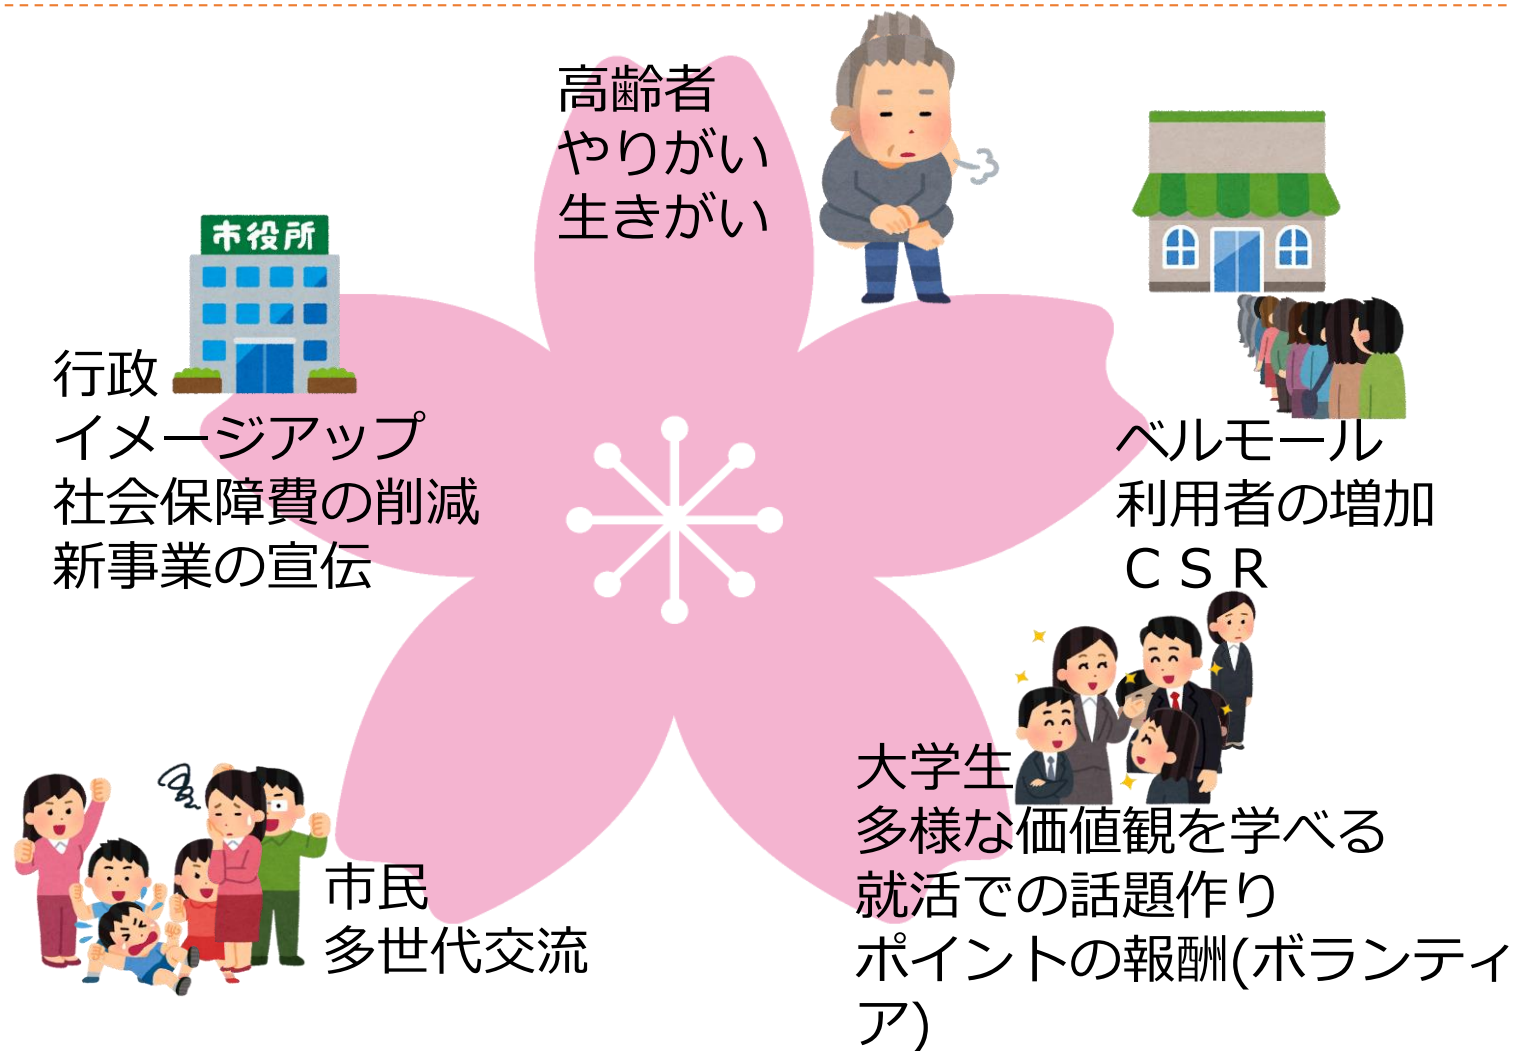 高齢者
やりがい
生きがい
市役所
行政
イメージアップ
社会保障費の削減
新事業の宣伝
ベルモール
利用者の増加
ＣＳＲ
市民
多世代交流
大学生
多様な価値観を学べる
就活での話題作り
ポイントの報酬(ボランティ
ア)